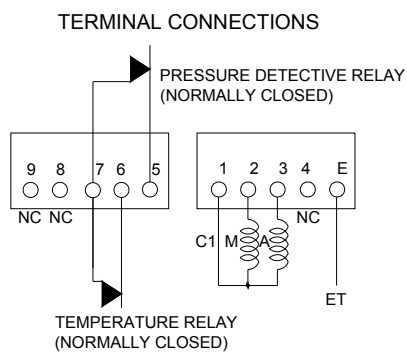 TERMINAL CONNECTIONS
PRESSURE DETECTIVE RELAY
(NORMALLY CLOSED)
9 8 7 6 5
1 2 3 4 E
NC NC
NC
C1 M A
ET
TEMPERATURE RELAY
(NORMALLY CLOSED)